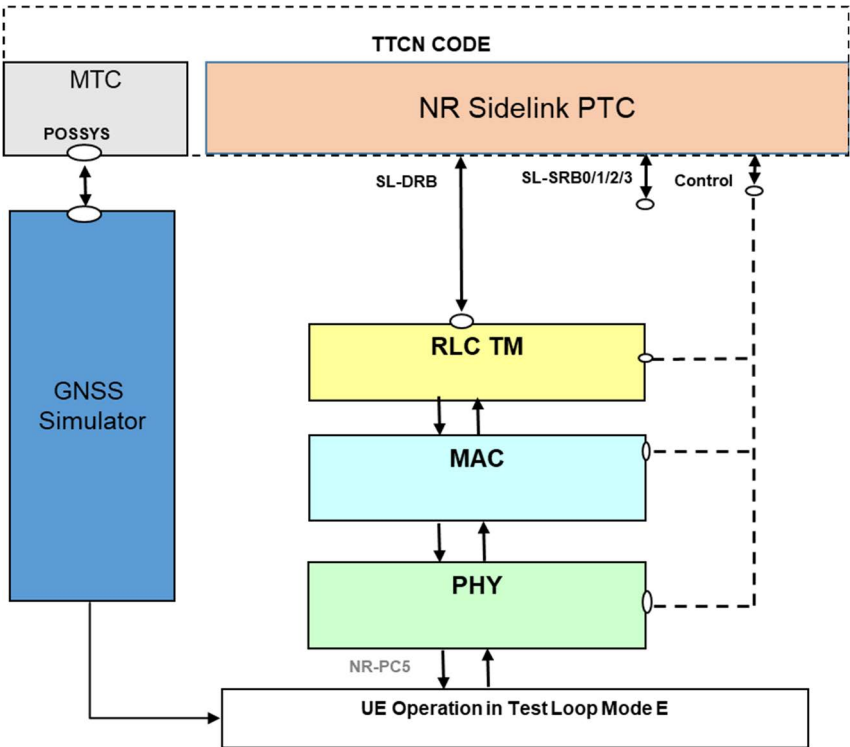 TTCN CODE
MTC
NR Sidelink PTC
POSSYS
SL-DRB
SL-SRB0/1/2/3
Control
RLC TM
GNSS
Simulator
MAC
PHY
NR-PC5
UE Operation in Test Loop Mode E